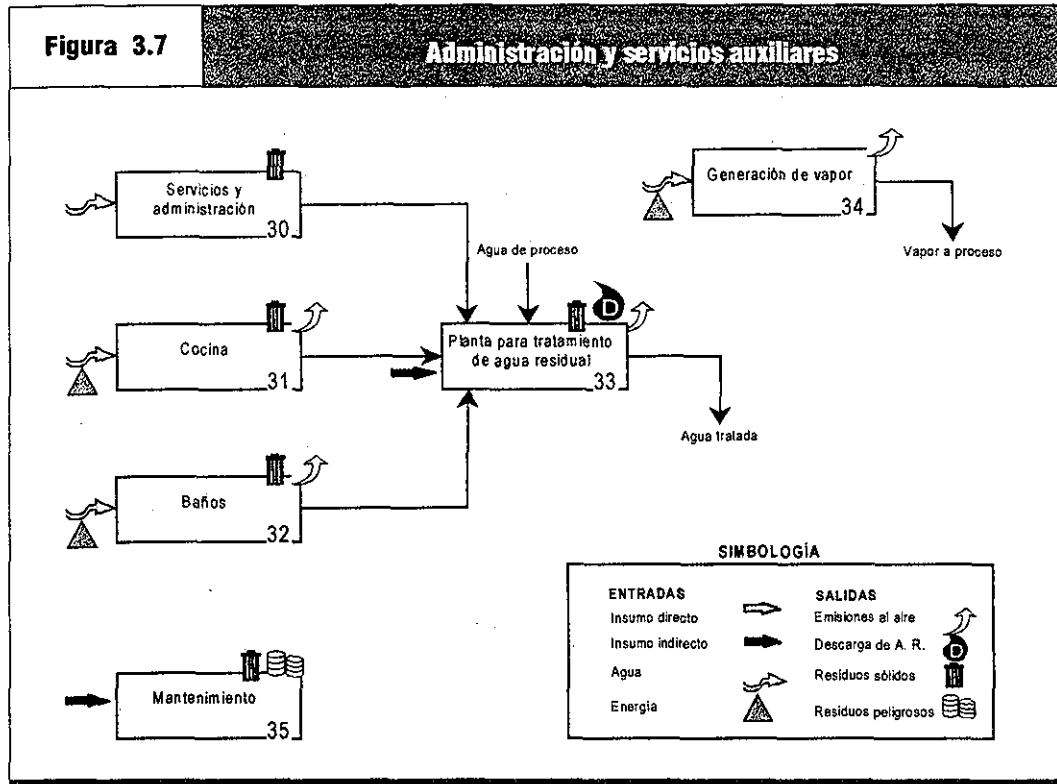 Figura 3.7
Administración y servicios auxiliares
Servicios y
administración
30
Generación de vapor
34
Vapor a proceso
Agua de proceso
Cocina
31
Planta para tratamiento
de agua residual
33
D
Agua tratada
Baños
32
Mantenimiento
35
SIMBOLOGÍA
ENTRADAS
SALIDAS
Insumo directo
Emisiones al aire
Insumo indirecto
Descarga de A. R.
D
Agua
Residuos sólidos
Energía
Residuos peligrosos